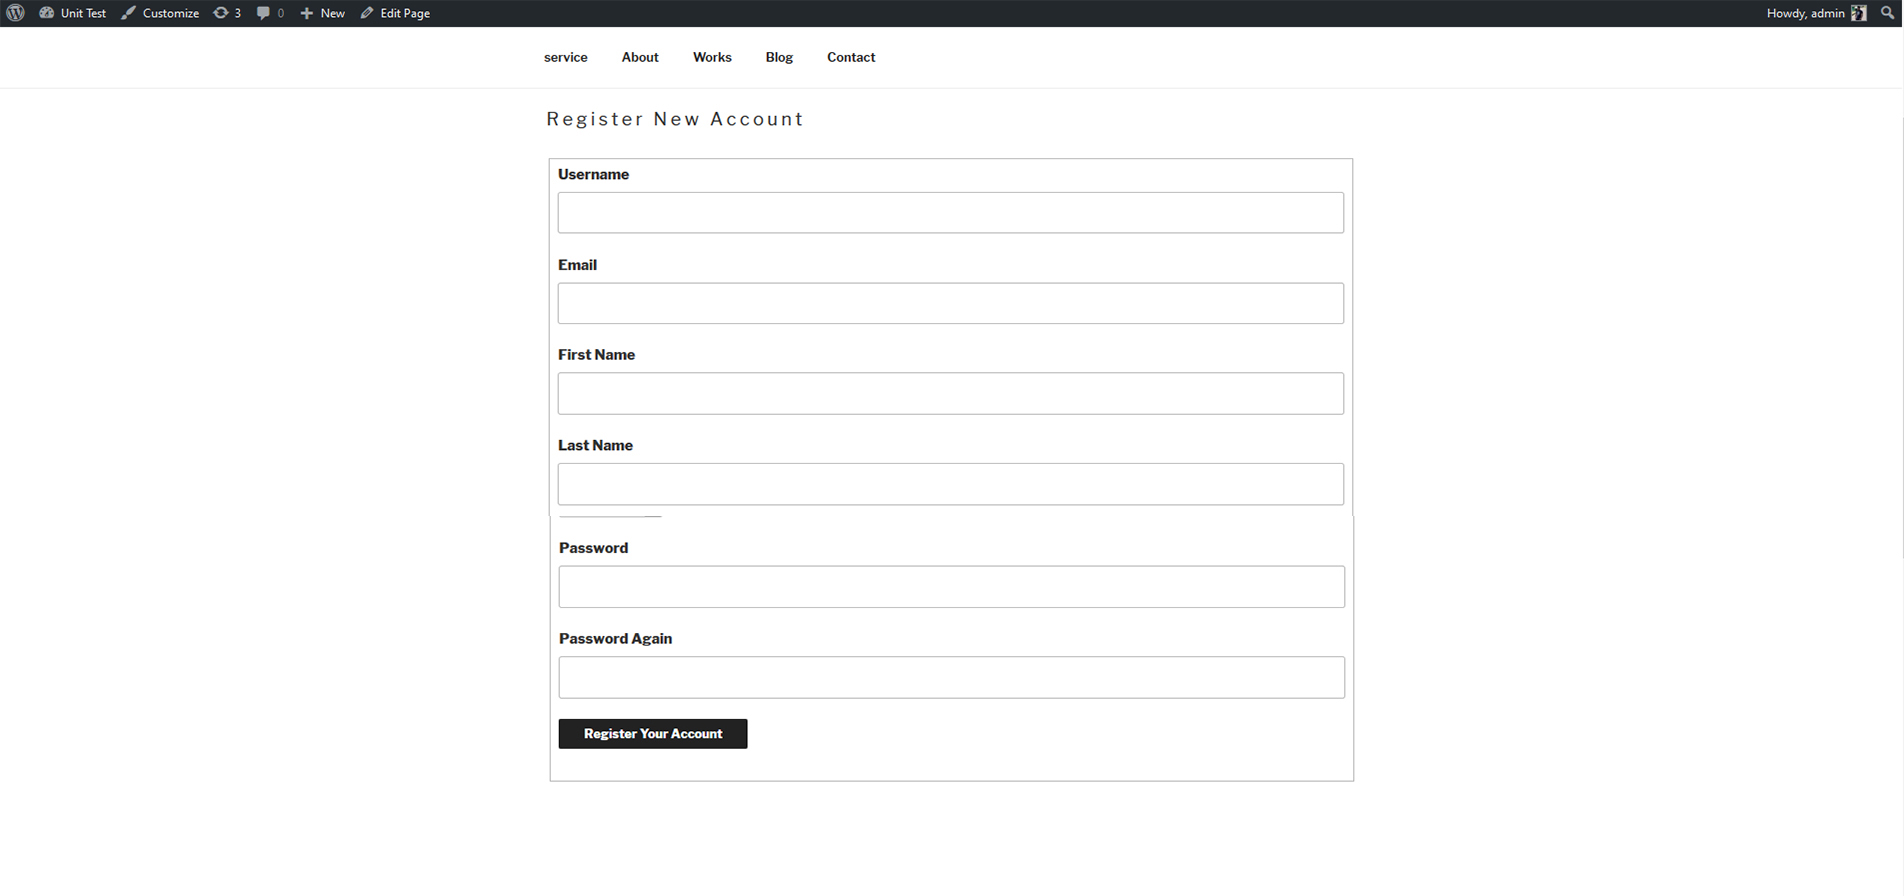 Unit Test Customize 3 0 New Edit Page Howdy, admin
service About Works Blog Contact
Register New Account
Username
Email
First Name
Last Name
Password
Password Again
Register Your Account